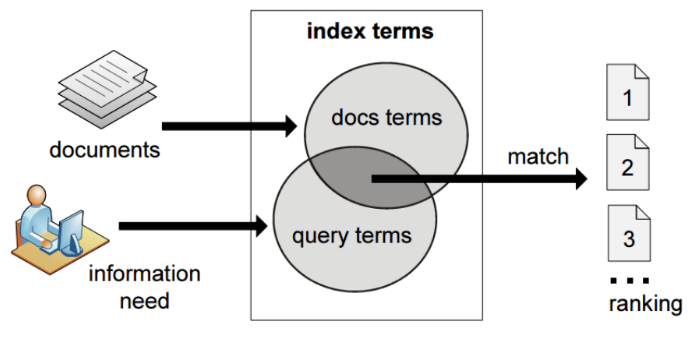 index terms
docs terms
documents
match
1
2
3
query terms
information
need
ranking